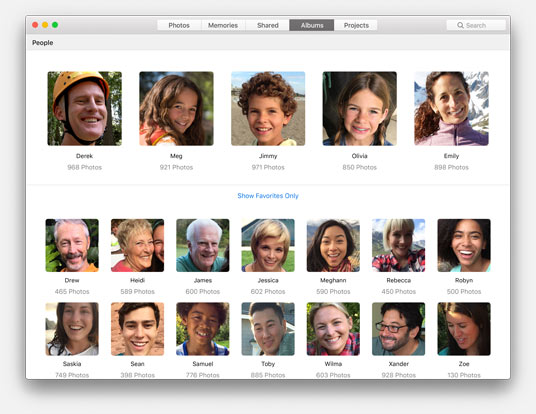 Photos Memories Shared Albums Projects Search
People
Derek Meg Jimmy Olivia Emily
968 Photos 921 Photos 971 Photos 850 Photos 898 Photos
Show Favorites Only
Drew Heidi James Jessica Meghann Rebecca Robyn
465 Photos 589 Photos 600 Photos 602 Photos 590 Photos 450 Photos 500 Photos
Saskia Sean Samuel Toby Wilma Xander Zoe
749 Photos 398 Photos 776 Photos 885 Photos 603 Photos 928 Photos 130 Photos